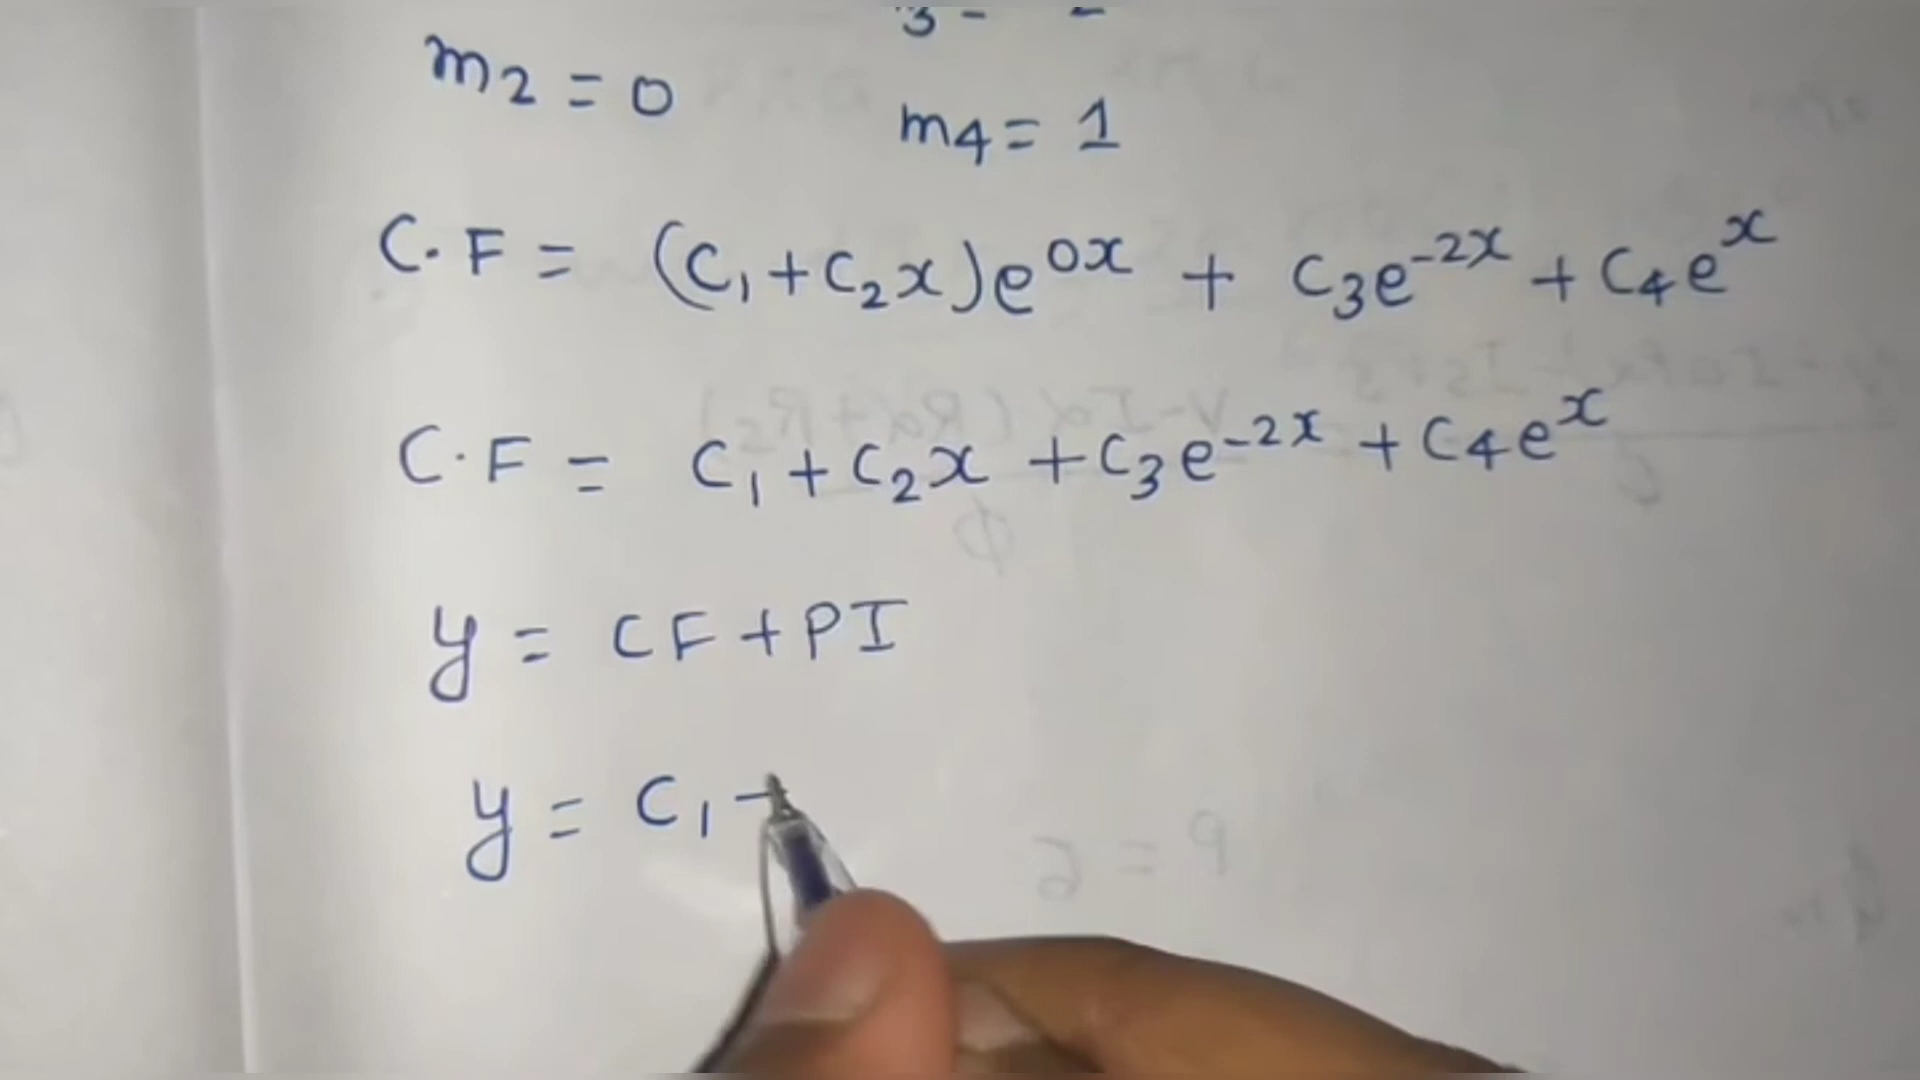 m₂ = 0
m₄ = 1
C.F = (C₁ + C₂x)e⁰ˣ + C₃e⁻²ˣ + C₄eˣ
C.F = C₁ + C₂x + C₃e⁻²ˣ + C₄eˣ
y = CF + PI
y = C₁